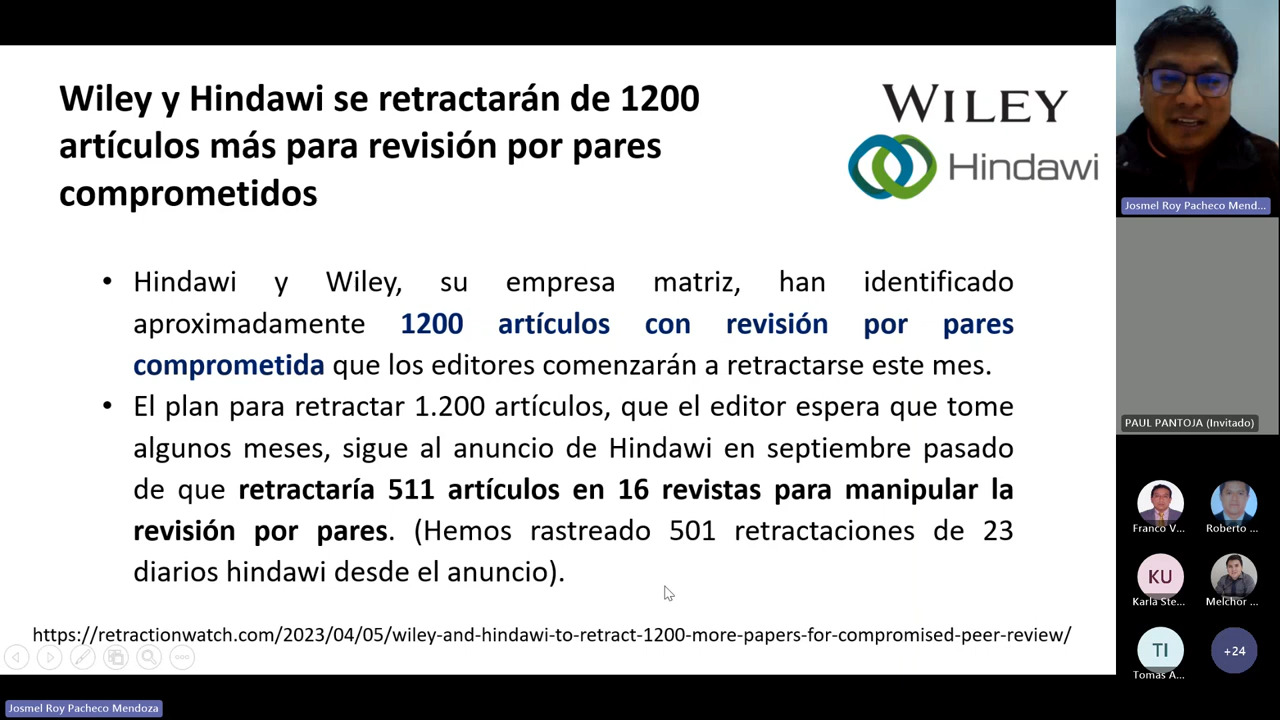 Wiley y Hindawi se retractarán de 1200
artículos más para revisión por pares
comprometidos
WILEY
Hindawi
• Hindawi y Wiley, su empresa matriz, han identificado
aproximadamente 1200 artículos con revisión por pares
comprometida que los editores comenzarán a retractarse este mes.
• El plan para retractar 1.200 artículos, que el editor espera que tome
algunos meses, sigue al anuncio de Hindawi en septiembre pasado
de que retractaría 511 artículos en 16 revistas para manipular la
revisión por pares. (Hemos rastreado 501 retractaciones de 23
diarios hindawi desde el anuncio).
https://retractionwatch.com/2023/04/05/wiley-and-hindawi-to-retract-1200-more-papers-for-compromised-peer-review/
Josmel Roy Pacheco Mendoza
Josmel Roy Pacheco Mend...
PAUL PANTOJA (Invitado)
Franco V...
Roberto ...
KU
Karla Ste...
Melchor ...
TI
Tomas A...
+24